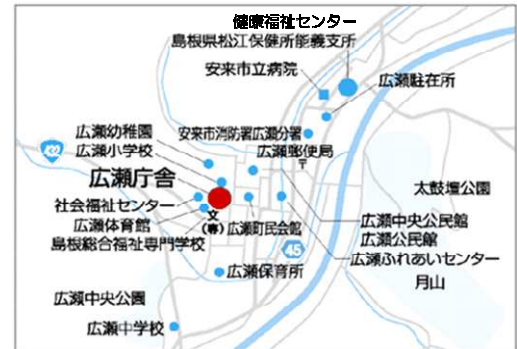 健康福祉センター
島根県松江保健所能義支所
安来市立病院
広瀬駐在所
広瀬幼稚園
安来市消防署広瀬分署
432
広瀬小学校
広瀬郵便局
〒
広瀬庁舎
太鼓壇公園
社会福祉センター
文
(専)
広瀬体育館
広瀬町民会館
広瀬中央公民館
島根総合福祉専門学校
広瀬公民館
45
広瀬ふれあいセンター
広瀬保育所
月山
広瀬中央公園
広瀬中学校